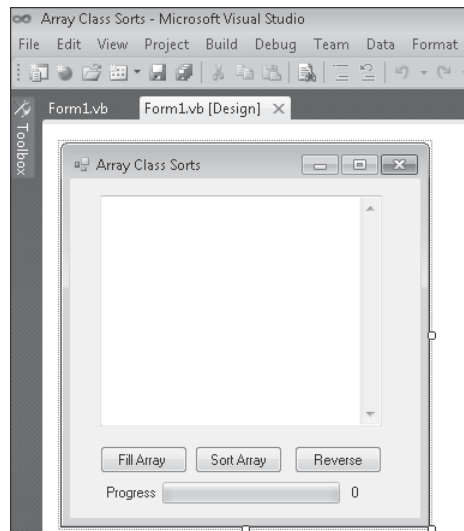 Array Class Sorts - Microsoft Visual Studio
File Edit View Project Build Debug Team Data Format
Toolbox
Form1.vb Form1.vb [Design]
Array Class Sorts
Fill Array Sort Array Reverse
Progress 0